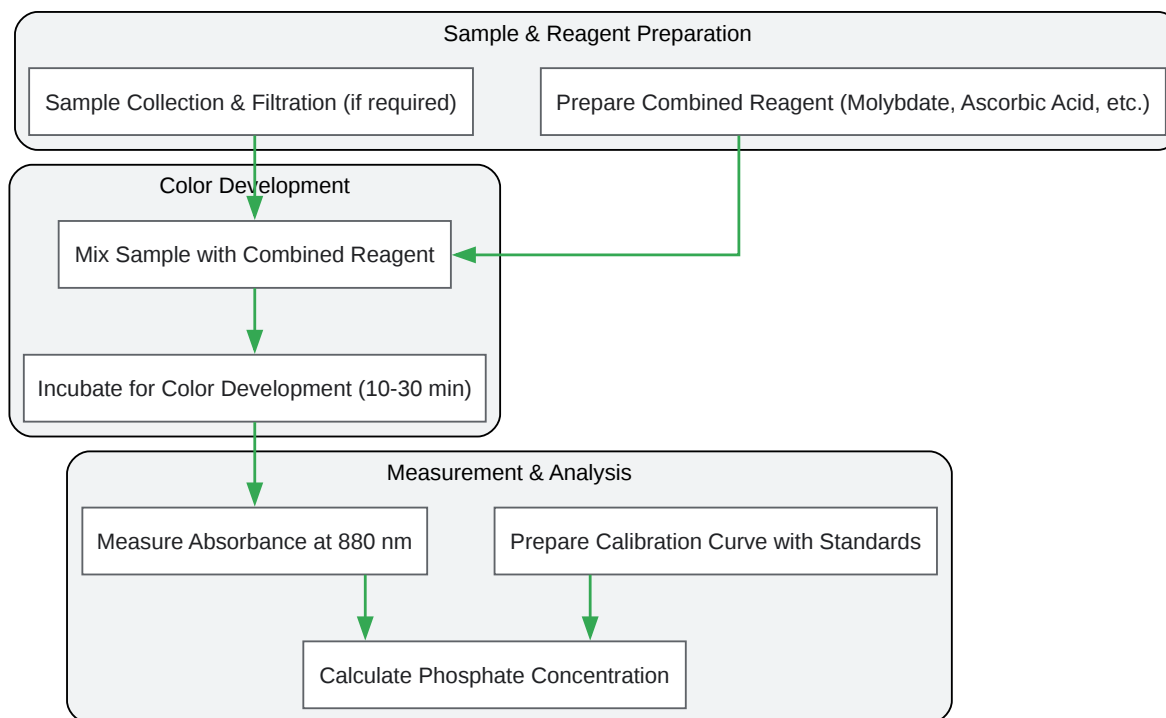 Sample & Reagent Preparation
Sample Collection & Filtration (if required)
Prepare Combined Reagent (Molybdate, Ascorbic Acid, etc.)
Color Development
Mix Sample with Combined Reagent
Incubate for Color Development (10-30 min)
Measurement & Analysis
Measure Absorbance at 880 nm
Prepare Calibration Curve with Standards
Calculate Phosphate Concentration